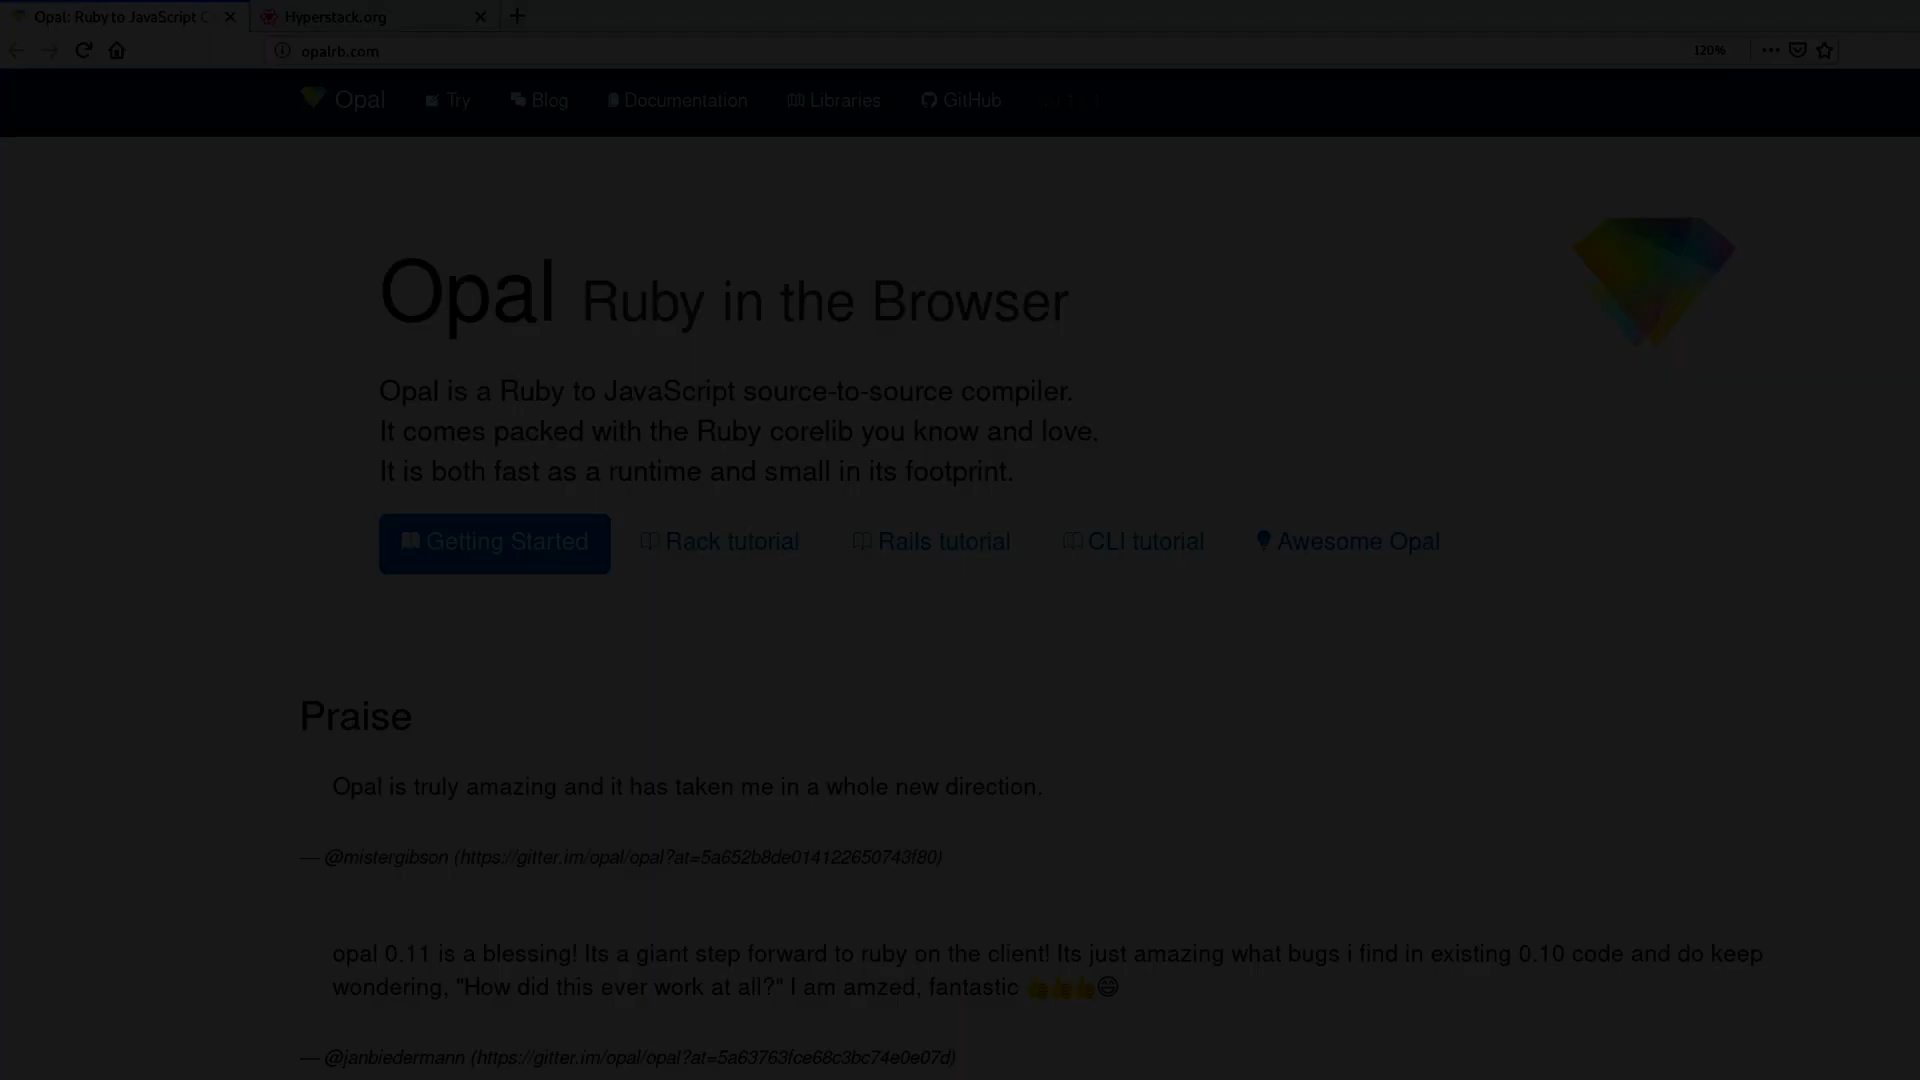 Opal: Ruby to JavaScript
Hyperstack.org
opalrb.com
120%
Opal
Try
Blog
Documentation
Libraries
GitHub
Opal Ruby in the Browser
Opal is a Ruby to JavaScript source-to-source compiler.
It comes packed with the Ruby corelib you know and love.
It is both fast as a runtime and small in its footprint.
Getting Started
Rack tutorial
Rails tutorial
CLI tutorial
Awesome Opal
Praise
Opal is truly amazing and it has taken me in a whole new direction.
— @mistergibson (https://gitter.im/opal/opal?at=5a652b8de014122650743f80)
opal 0.11 is a blessing! Its a giant step forward to ruby on the client! Its just amazing what bugs i find in existing 0.10 code and do keep
wondering, "How did this ever work at all?" I am amzed, fantastic 👍👍👍😄
— @janbiedermann (https://gitter.im/opal/opal?at=5a63763fce68c3bc74e0e07d)